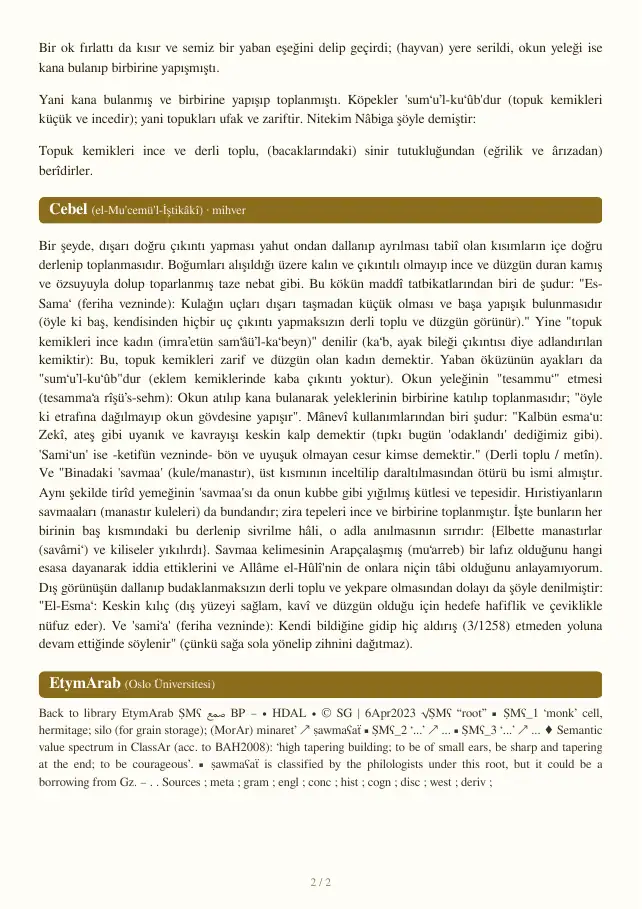 Bir ok fırlattı da kısır ve semiz bir yaban eşeğini delip geçirdi; (hayvan) yere serildi, okun yeleği ise
kana bulanıp birbirine yapışmıştı.
Yani kana bulanmış ve birbirine yapışıp toplanmıştı. Köpekler 'sum‘u’l-ku‘ûb'dur (topuk kemikleri
küçük ve incedir); yani topukları ufak ve zariftir. Nitekim Nâbiga şöyle demiştir:
Topuk kemikleri ince ve derli toplu, (bacaklarındaki) sinir tutukluğundan (eğrilik ve ârızadan)
berîdirler.
Cebel (el-Mu'cemü'l-İştikâkî) · mihver
Bir şeyde, dışarı doğru çıkıntı yapması yahut ondan dallanıp ayrılması tabiî olan kısımların içe doğru
derlenip toplanmasıdır. Boğumları alışıldığı üzere kalın ve çıkıntılı olmayıp ince ve düzgün duran kamış
ve özsuyuyla dolup toparlanmış taze nebat gibi. Bu kökün maddî tatbikatlarından biri de şudur: "Es-
Sama‘ (feriha vezninde): Kulağın uçları dışarı taşmadan küçük olması ve başa yapışık bulunmasıdır
(öyle ki baş, kendisinden hiçbir uç çıkıntı yapmaksızın derli toplu ve düzgün görünür)." Yine "topuk
kemikleri ince kadın (imra’etün sam‘âü’l-ka‘beyn)" denilir (ka‘b, ayak bileği çıkıntısı diye adlandırılan
kemiktir): Bu, topuk kemikleri zarif ve düzgün olan kadın demektir. Yaban öküzünün ayakları da
"sum‘u’l-ku‘ûb"dur (eklem kemiklerinde kaba çıkıntı yoktur). Okun yeleğinin "tesammu‘" etmesi
(tesamma‘a rîşü’s-sehm): Okun atılıp kana bulanarak yeleklerinin birbirine katılıp toplanmasıdır; "öyle
ki etrafına dağılmayıp okun gövdesine yapışır". Mânevî kullanımlarından biri şudur: "Kalbün esma‘u:
Zekî, ateş gibi uyanık ve kavrayışı keskin kalp demektir (tıpkı bugün 'odaklandı' dediğimiz gibi).
'Sami‘un' ise -ketifün vezninde- bön ve uyuşuk olmayan cesur kimse demektir." (Derli toplu / metîn).
Ve "Binadaki 'savmaa' (kule/manastır), üst kısmının inceltilip daraltılmasından ötürü bu ismi almıştır.
Aynı şekilde tirîd yemeğinin 'savmaa'sı da onun kubbe gibi yığılmış kütlesi ve tepesidir. Hıristiyanların
savmaaları (manastır kuleleri) da bundandır; zira tepeleri ince ve birbirine toplanmıştır. İşte bunların her
birinin baş kısmındaki bu derlenip sivrilme hâli, o adla anılmasının sırrıdır: {Elbette manastırlar
(savâmi‘) ve kiliseler yıkılırdı}. Savmaa kelimesinin Arapçalaşmış (mu‘arreb) bir lafız olduğunu hangi
esasa dayanarak iddia ettiklerini ve Allâme el-Hûlî'nin de onlara niçin tâbi olduğunu anlayamıyorum.
Dış görünüşün dallanıp budaklanmaksızın derli toplu ve yekpare olmasından dolayı da şöyle denilmiştir:
"El-Esma‘: Keskin kılıç (dış yüzeyi sağlam, kavî ve düzgün olduğu için hedefe hafiflik ve çeviklikle
nüfuz eder). Ve 'sami‘a' (feriha vezninde): Kendi bildiğine gidip hiç aldırış (3/1258) etmeden yoluna
devam ettiğinde söylenir" (çünkü sağa sola yönelip zihnini dağıtmaz).
EtymArab (Oslo Üniversitesi)
Back to library EtymArab ṢMʕ صمع BP – • HDAL • © SG | 6Apr2023 √ṢMʕ “root” ▪ ṢMʕ_1 ‘monk’ cell,
hermitage; silo (for grain storage); (MorAr) minaret’ ↗ ṣawmaʕaẗ ▪ ṢMʕ_2 ‘...’ ↗ ... ▪ ṢMʕ_3 ‘...’ ↗ ... ♦ Semantic
value spectrum in ClassAr (acc. to BAH2008): ‘high tapering building; to be of small ears, be sharp and tapering
at the end; to be courageous’. ▪ ṣawmaʕaẗ is classified by the philologists under this root, but it could be a
borrowing from Gz. – . . Sources ; meta ; gram ; engl ; conc ; hist ; cogn ; disc ; west ; deriv ;
2 / 2